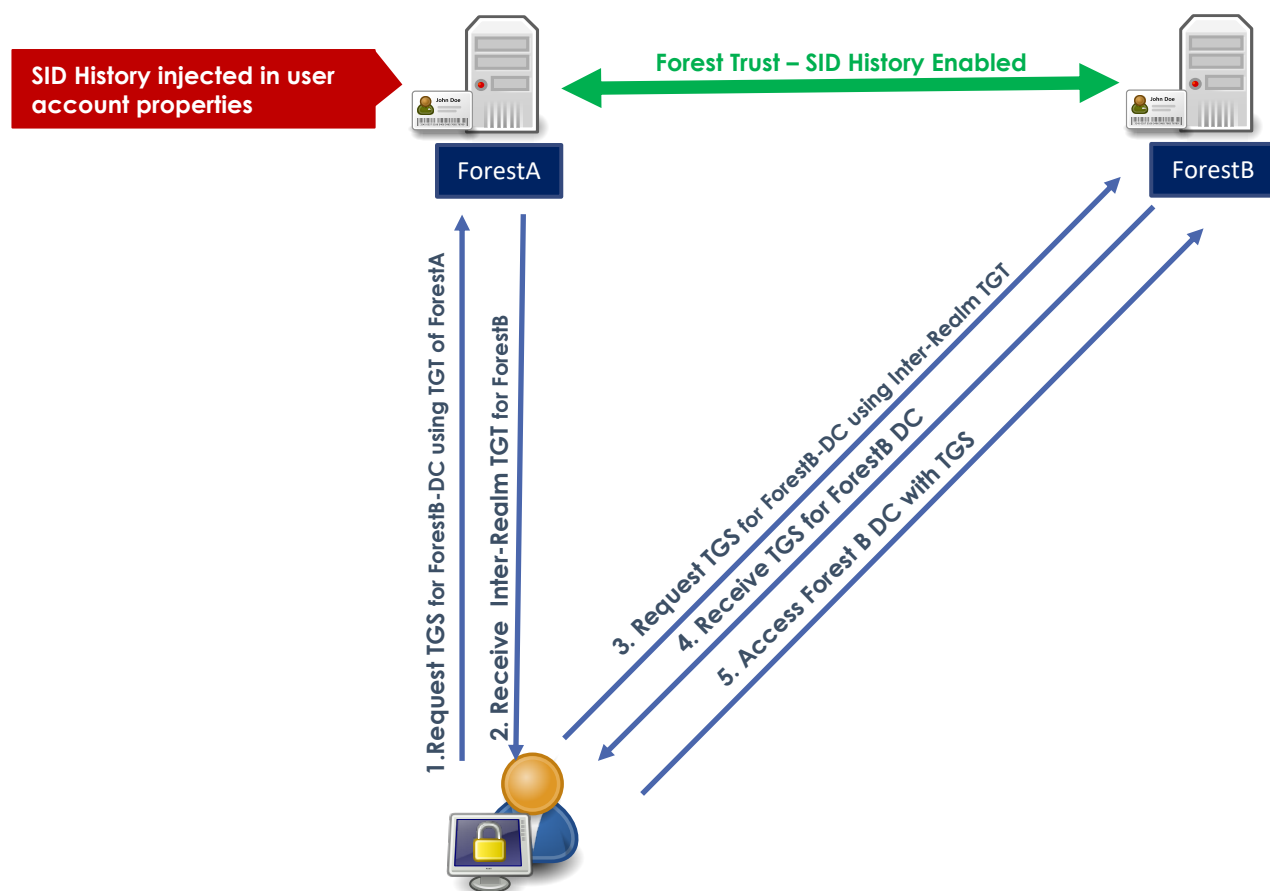 SID History injected in user
account properties
Forest Trust – SID History Enabled
John Doe
John Doe
ForestA
ForestB
1.Request TGS for ForestB-DC using TGT of ForestA
2. Receive  Inter-Realm TGT for ForestB
3. Request TGS for ForestB-DC using Inter-Realm TGT
4. Receive TGS for ForestB DC
5. Access Forest B DC with TGS